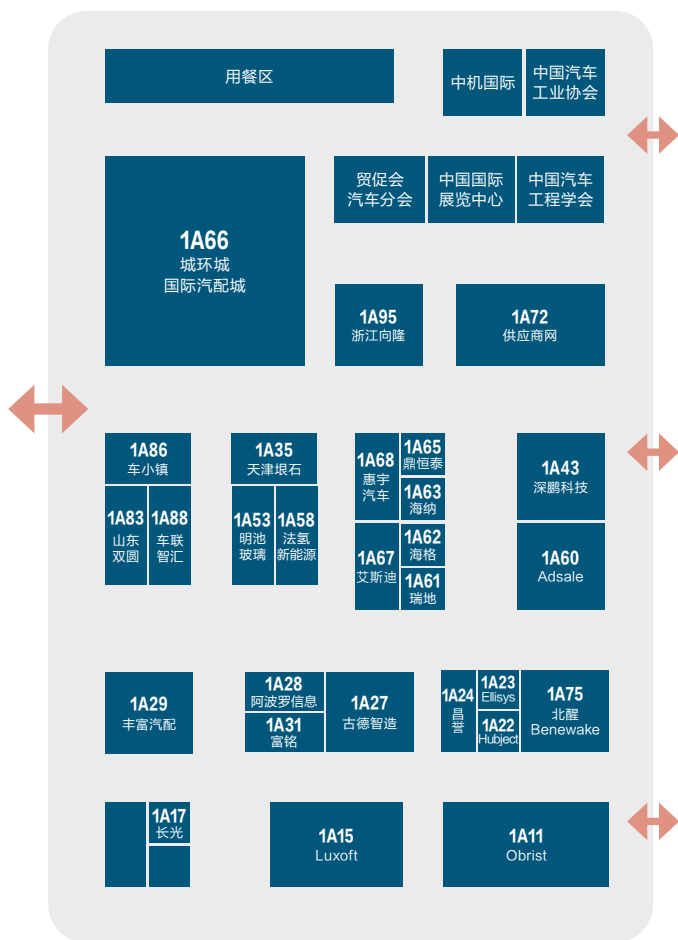 用餐区
中机国际
中国汽车
工业协会
贸促会
汽车分会
中国国际
展览中心
中国汽车
工程学会
1A66
城环城
国际汽配城
1A95
浙江向隆
1A72
供应商网
1A86
车小镇
1A83
山东
双圆
1A88
车联
智汇
1A35
天津垠石
1A53
明池
玻璃
1A58
法氢
新能源
1A68
惠宇
汽车
1A65
鼎恒泰
1A63
海纳
1A67
艾斯迪
1A62
海格
1A61
瑞地
1A43
深鹏科技
1A60
Adsale
1A29
丰富汽配
1A28
阿波罗信息
1A31
富铭
1A27
古德智造
1A24
昌
誉
1A23
Ellisys
1A22
Hubject
1A75
北醒
Benewake
1A17
长光
1A15
Luxoft
1A11
Obrist